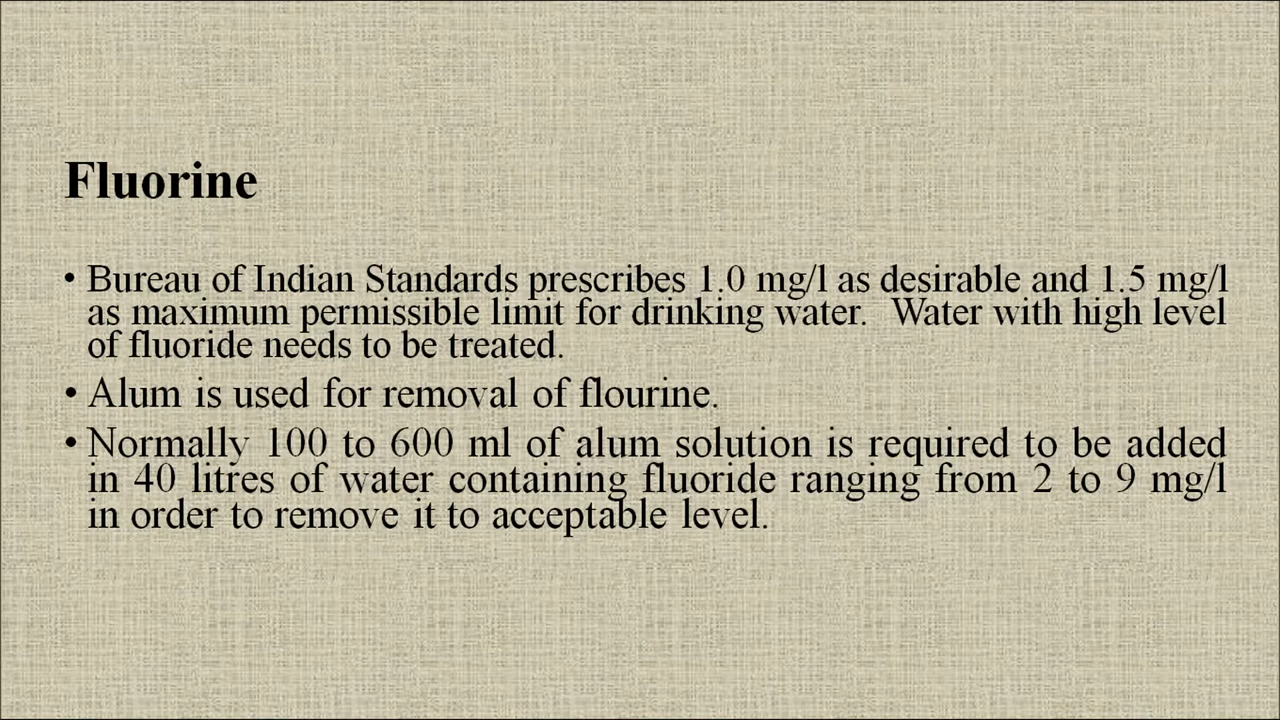 Fluorine
• Bureau of Indian Standards prescribes 1.0 mg/l as desirable and 1.5 mg/l
as maximum permissible limit for drinking water.  Water with high level
of fluoride needs to be treated.
• Alum is used for removal of flourine.
• Normally 100 to 600 ml of alum solution is required to be added
in 40 litres of water containing fluoride ranging from 2 to 9 mg/l
in order to remove it to acceptable level.